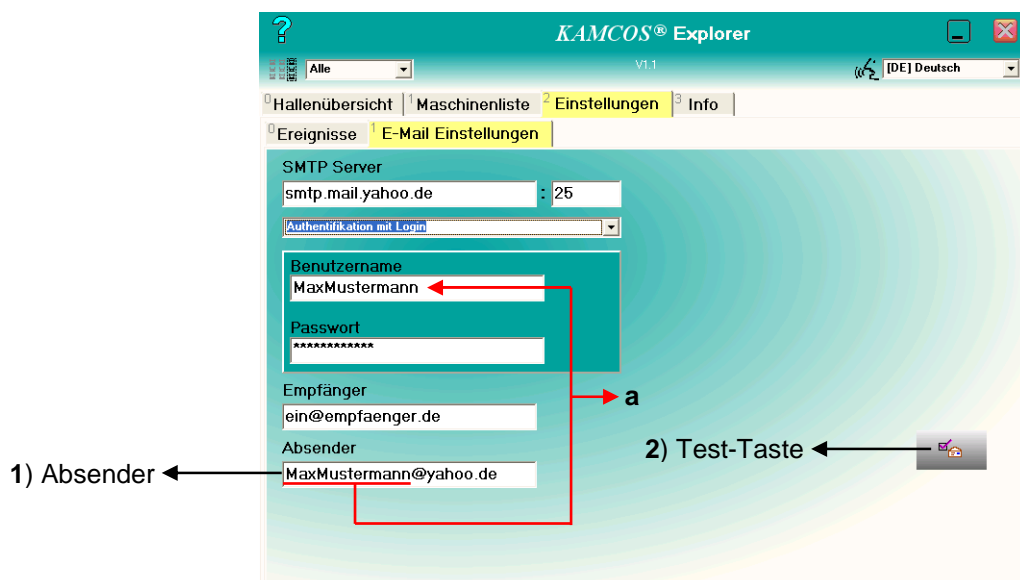 ?
KAMCOS® Explorer
Alle
V1.1
[DE] Deutsch
0 Hallenübersicht 1 Maschinenliste 2 Einstellungen 3 Info
0 Ereignisse 1 E-Mail Einstellungen
SMTP Server
smtp.mail.yahoo.de : 25
Authentifikation mit Login
Benutzername
MaxMustermann
Passwort
************
Empfänger
a
ein@empfaenger.de
Absender
2) Test-Taste
1) Absender
MaxMustermann@yahoo.de